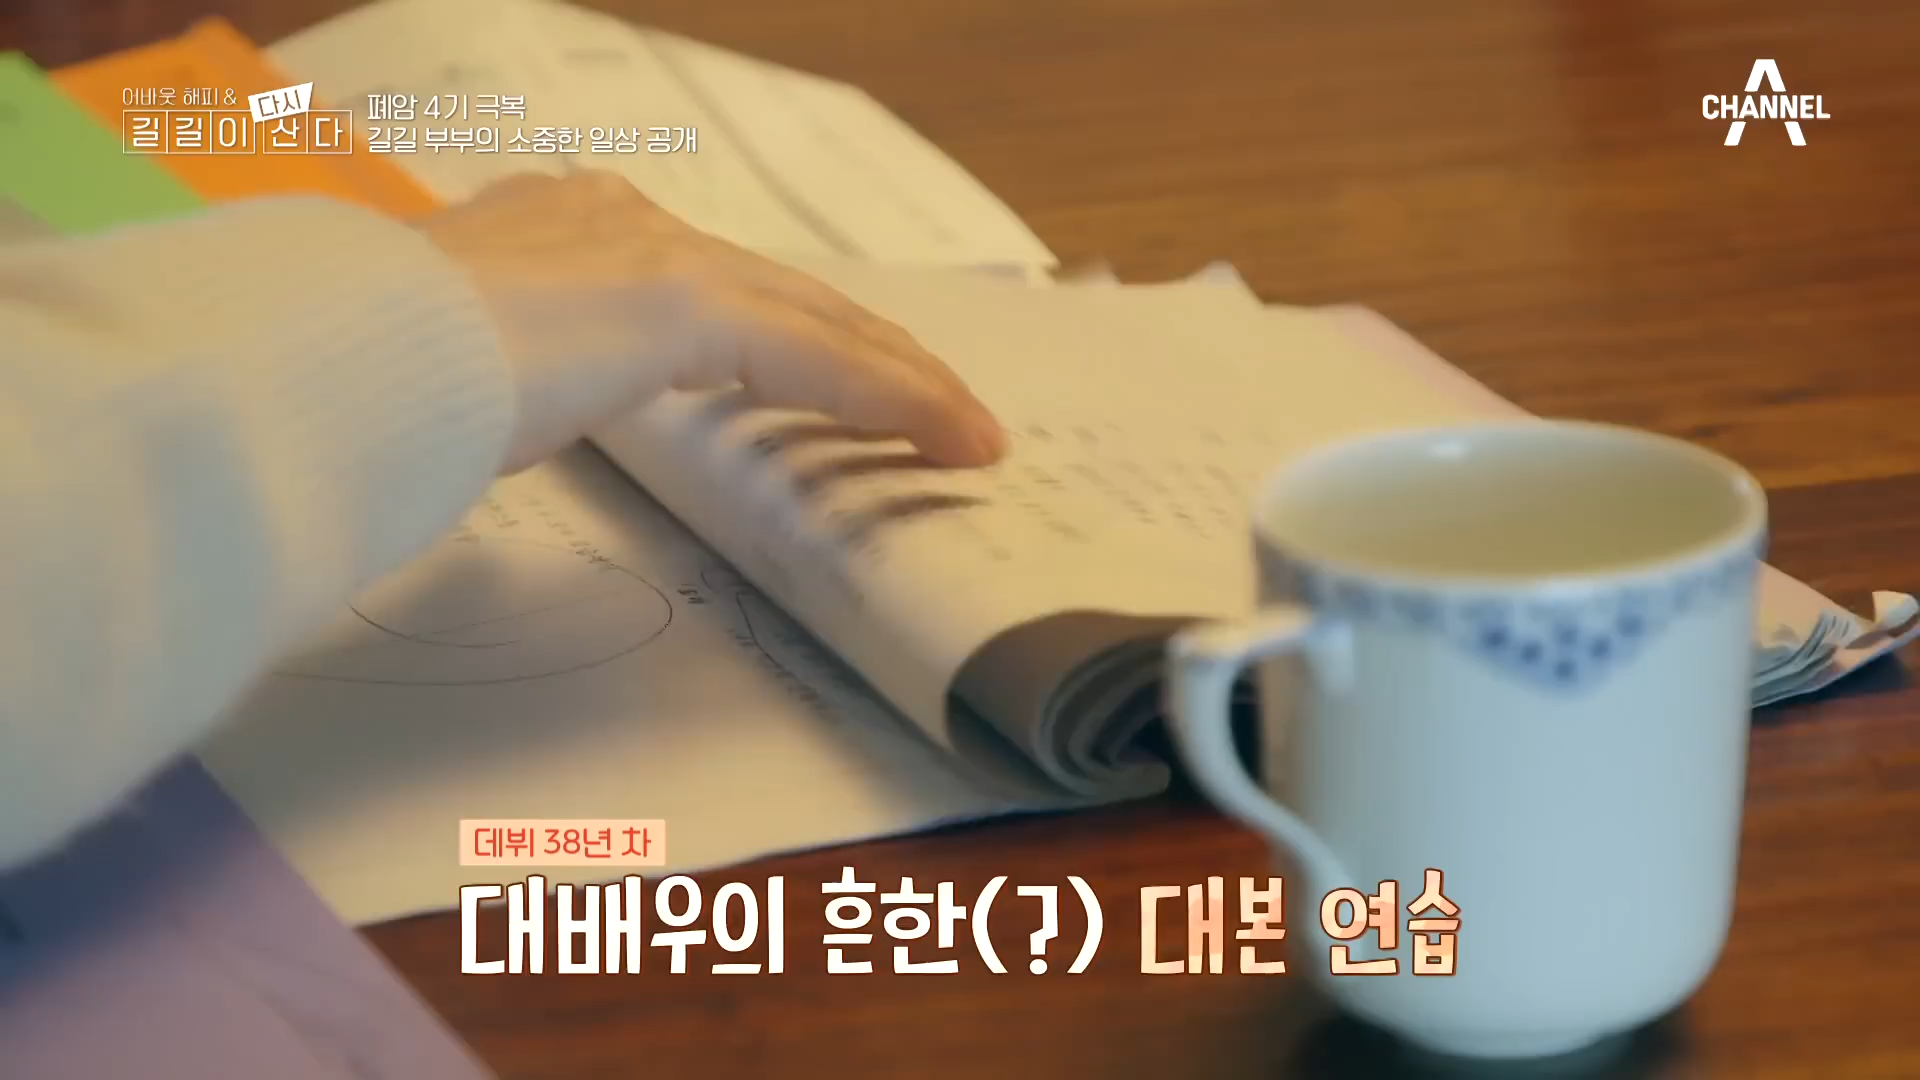 어바웃 해피 &
다시
길길이 산다
폐암 4기 극복
길길 부부의 소중한 일상 공개
CHANNEL A
데뷔 38년 차
대배우의 흔한(?) 대본 연습